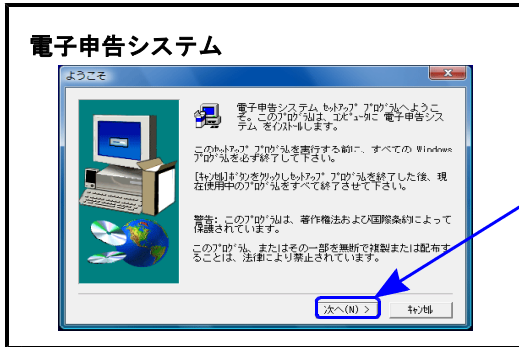 電子申告システム
ようこそ
電子申告システム ｾｯﾄｱｯﾌﾟ ﾌﾟﾛｸﾞﾗﾑへようこ
そ。このﾌﾟﾛｸﾞﾗﾑは、ｺﾝﾋﾟｭｰﾀに 電子申告シス
テム をｲﾝｽﾄｰﾙします。
このｾｯﾄｱｯﾌﾟ ﾌﾟﾛｸﾞﾗﾑを実行する前に、すべての Windows
ﾌﾟﾛｸﾞﾗﾑを必ず終了して下さい。
[ｷｬﾝｾﾙ]ﾎﾞﾀﾝをｸﾘｯｸしｾｯﾄｱｯﾌﾟ ﾌﾟﾛｸﾞﾗﾑを終了した後、現
在使用中のﾌﾟﾛｸﾞﾗﾑをすべて終了させて下さい。
警告: このﾌﾟﾛｸﾞﾗﾑは、著作権法および国際条約によって
保護されています。
このﾌﾟﾛｸﾞﾗﾑ、またはその一部を無断で複製または配布す
ることは、法律により禁止されています。
次へ(N) >
ｷｬﾝｾﾙ